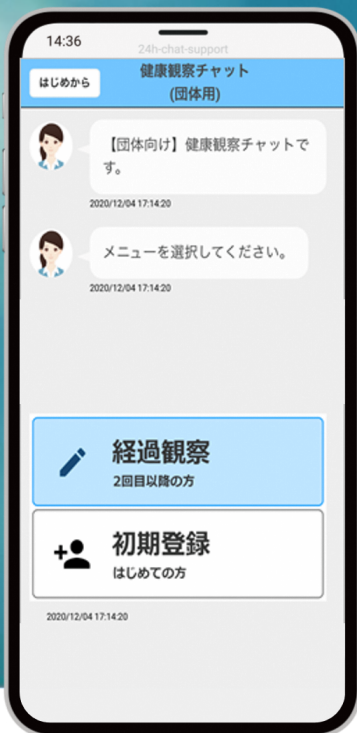 14:36
24h-chat-support
はじめから
健康観察チャット
(団体用)
【団体向け】健康観察チャットで
す。
2020/12/04 17:14:20
メニューを選択してください。
2020/12/04 17:14:20
経過観察
2回目以降の方
初期登録
はじめての方
2020/12/04 17:14:20